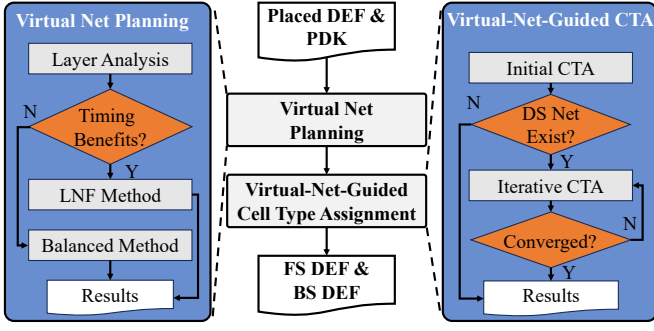 Virtual Net Planning
Layer Analysis
N
Timing
Benefits?
Y
LNF Method
Balanced Method
Results
Placed DEF &
PDK
Virtual Net
Planning
Virtual-Net-Guided
Cell Type Assignment
FS DEF &
BS DEF
Virtual-Net-Guided CTA
Initial CTA
N
DS Net
Exist?
Y
Iterative CTA
N
Converged?
Y
Results